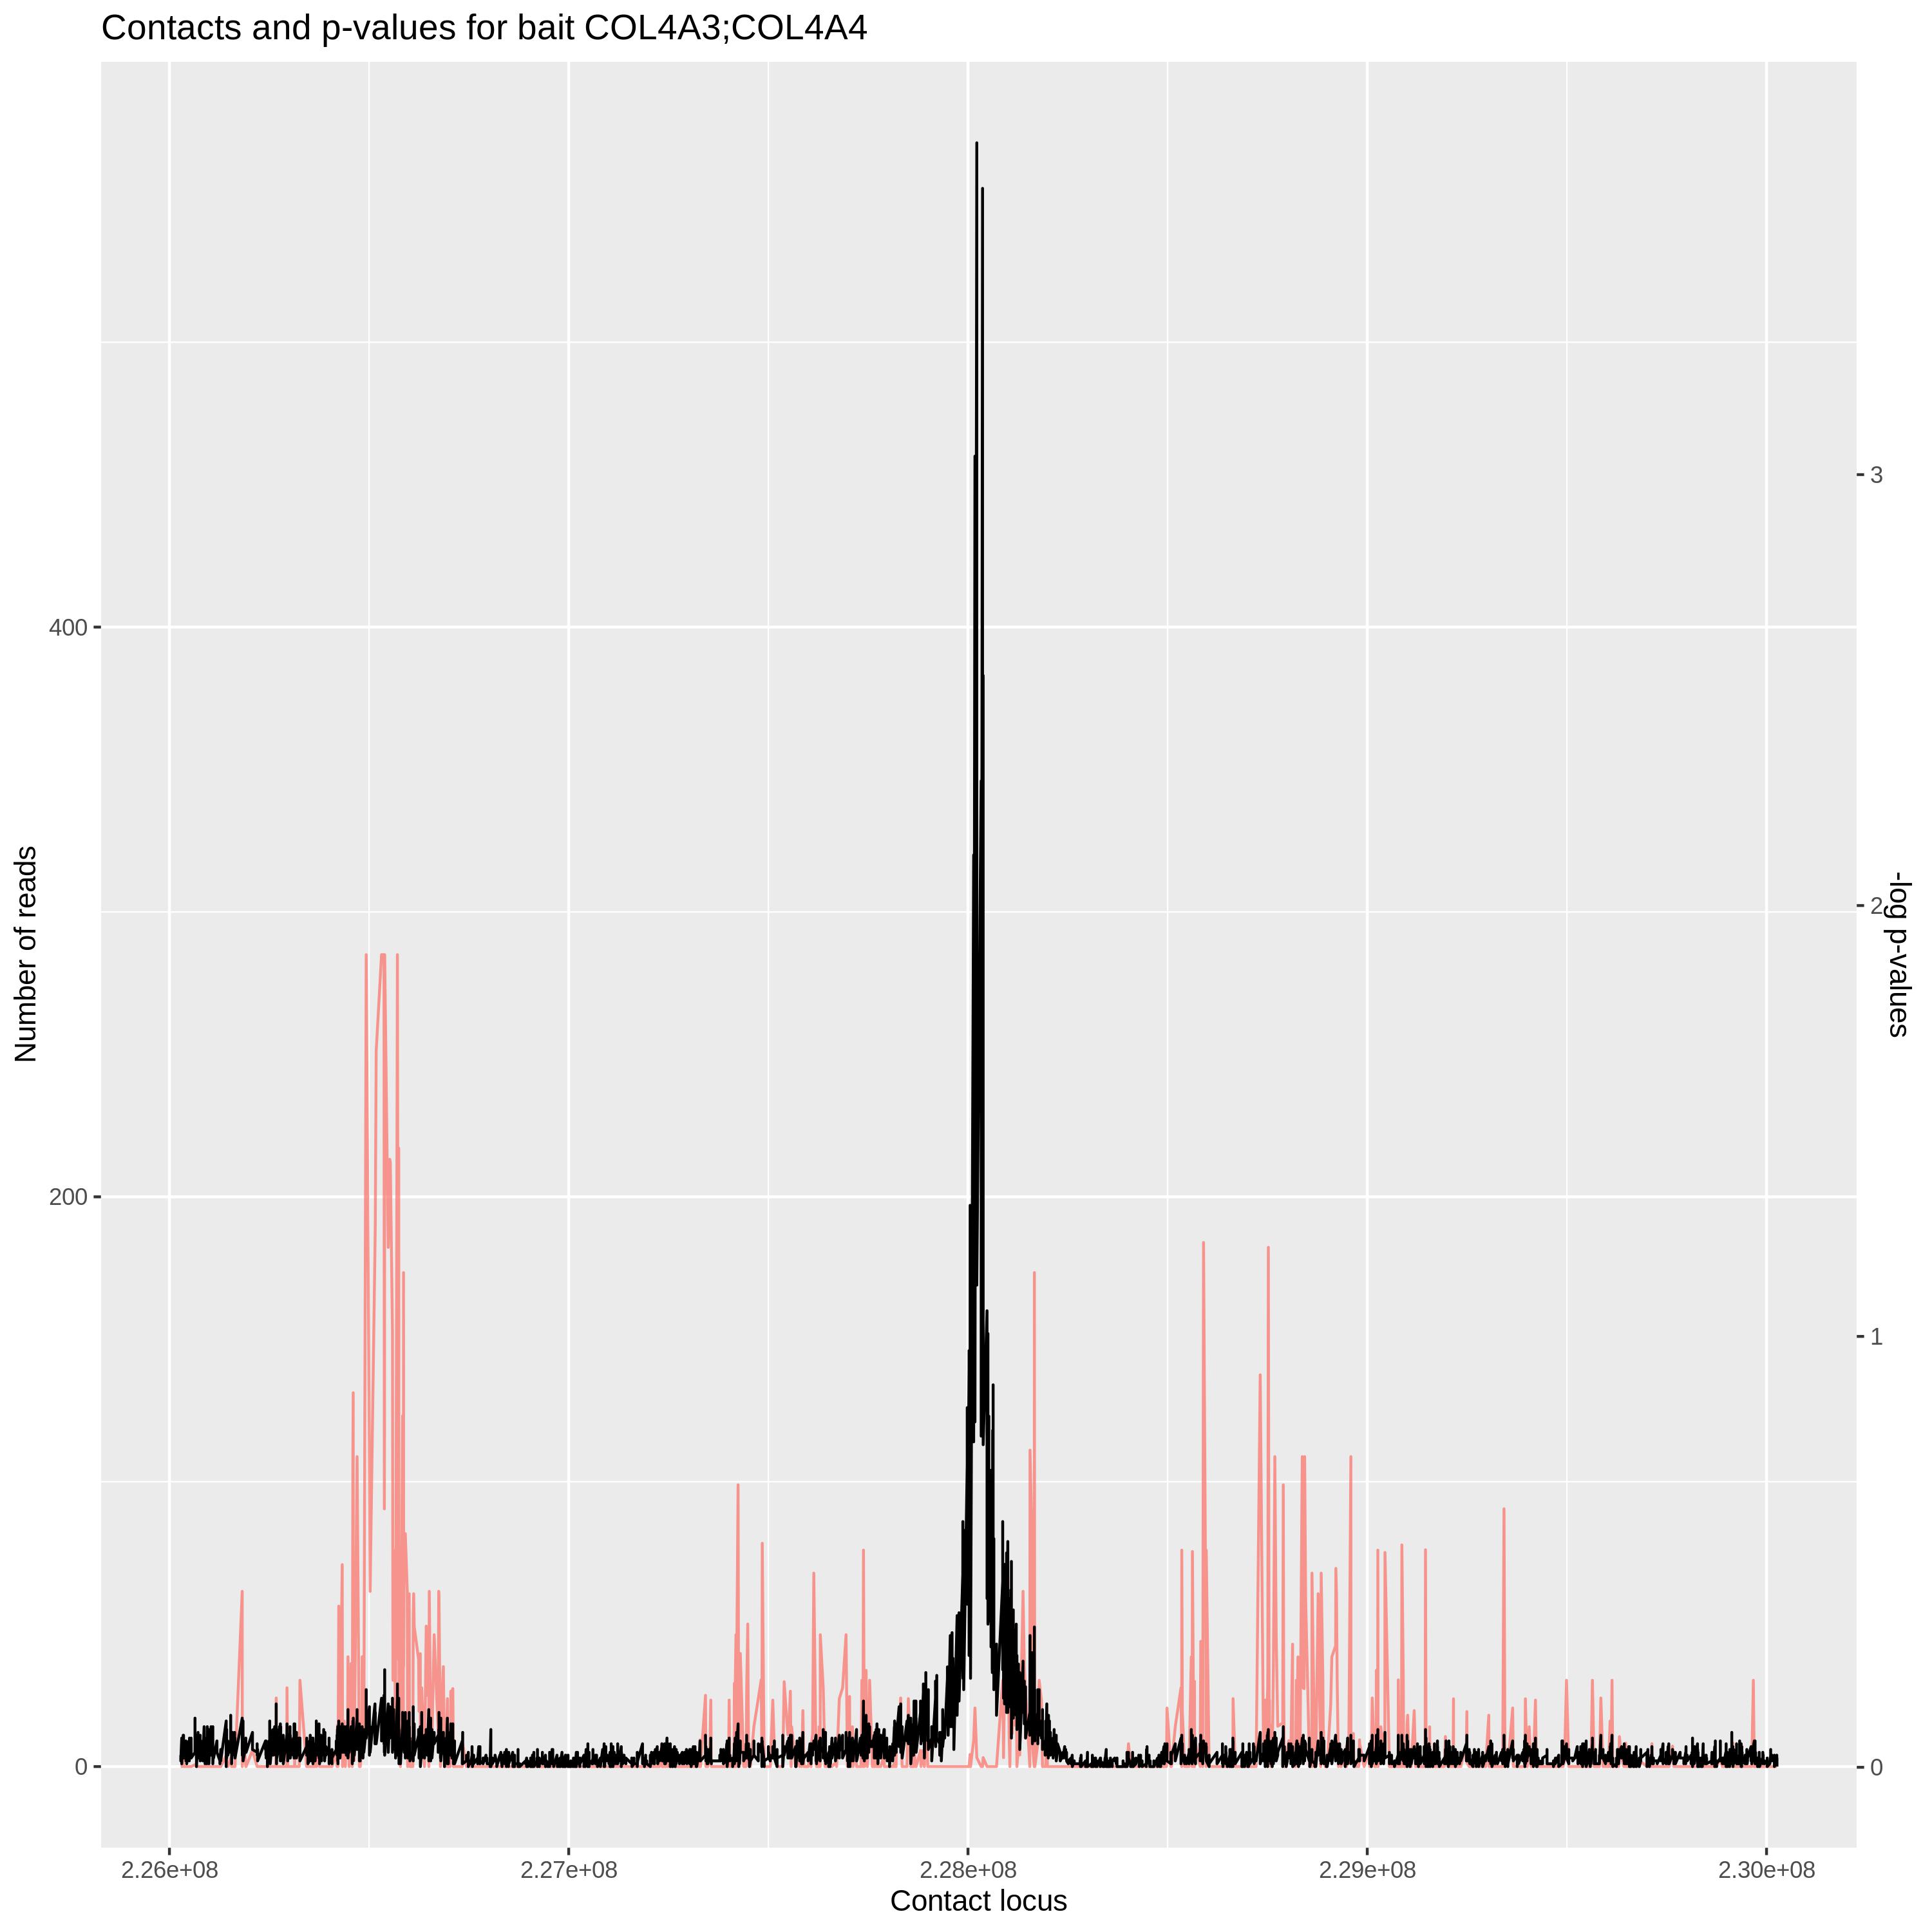 Contacts and p-values for bait COL4A3;COL4A4
Number of reads
400
200
0
3
2
1
0
-log p-values
2.26e+08
2.27e+08
2.28e+08
2.29e+08
2.30e+08
Contact locus